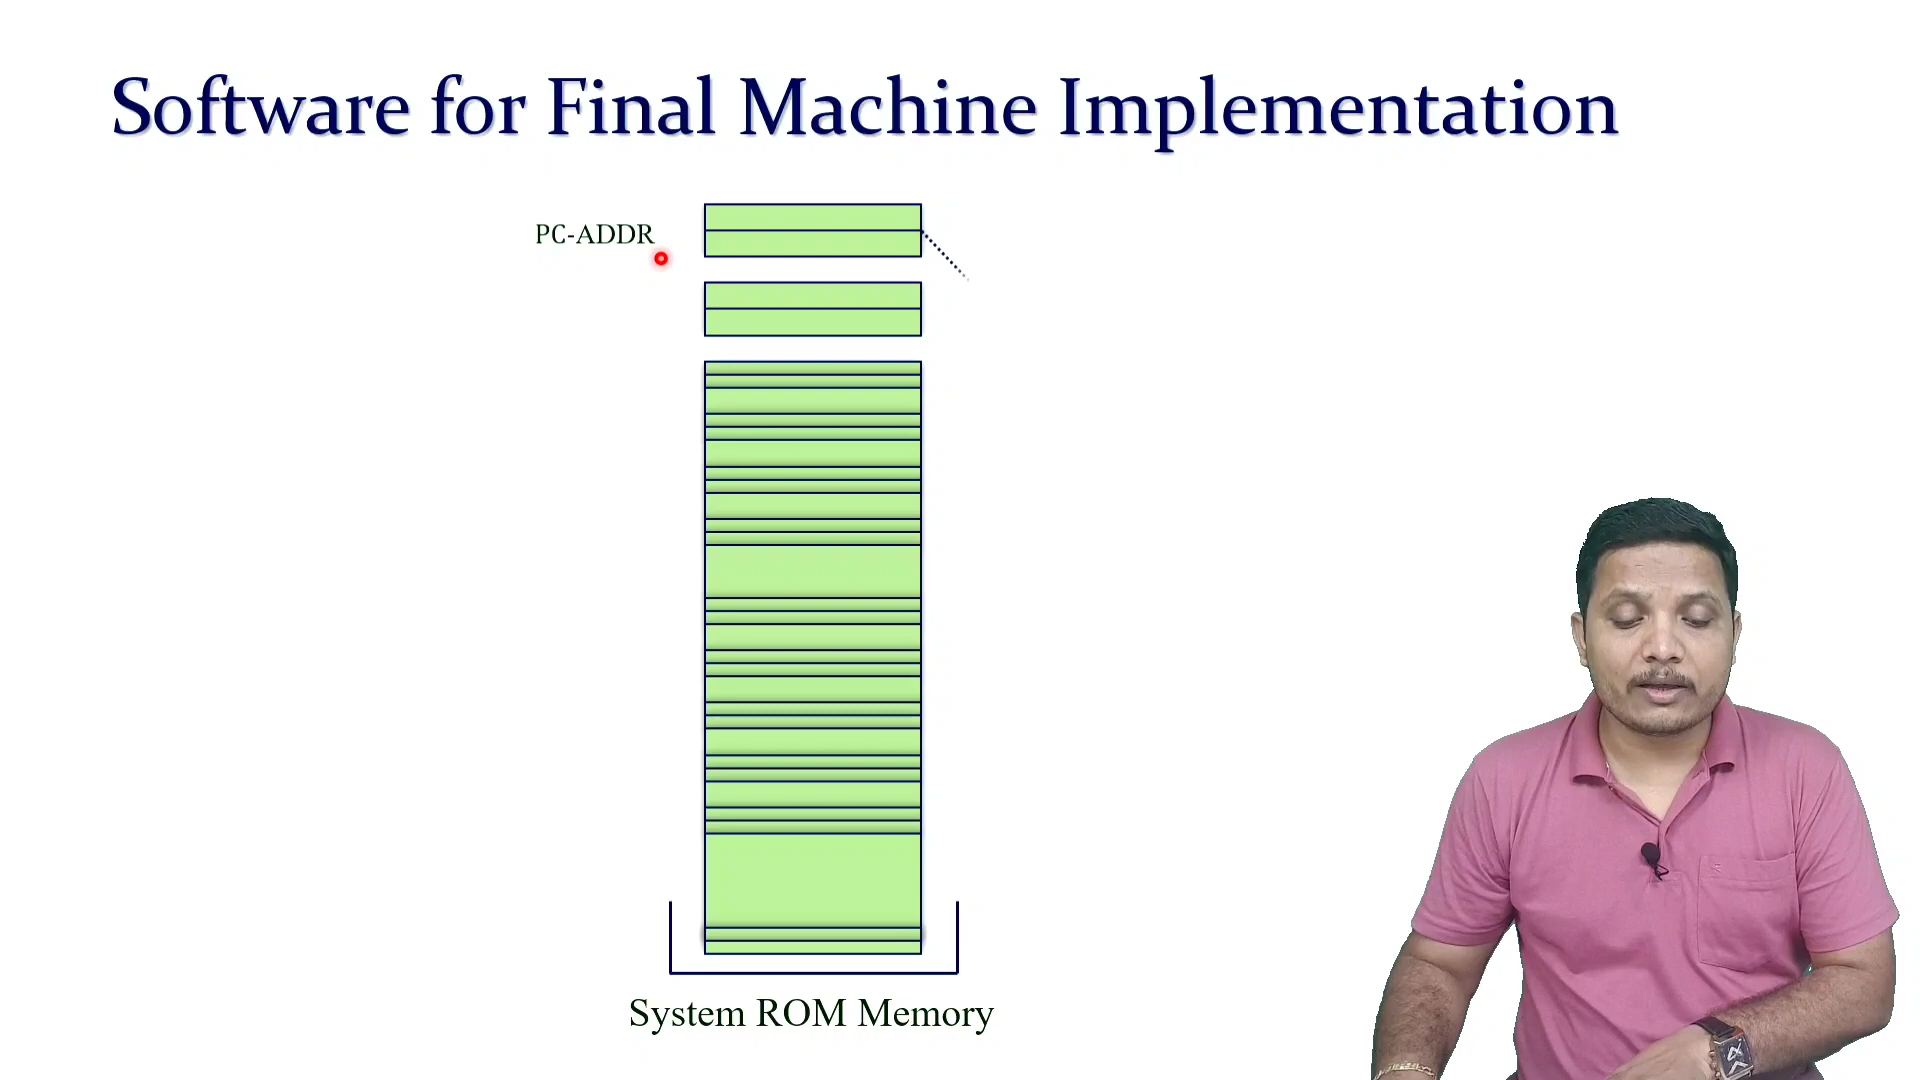 Software for Final Machine Implementation
PC-ADDR
System ROM Memory